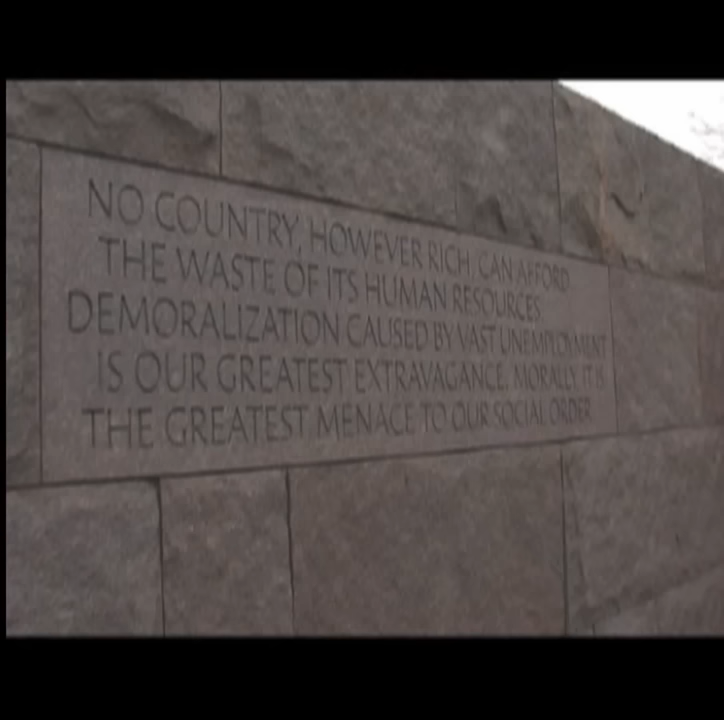 NO COUNTRY, HOWEVER RICH, CAN AFFORD
THE WASTE OF ITS HUMAN RESOURCES
DEMORALIZATION CAUSED BY VAST UNEMPLOYMENT
IS OUR GREATEST EXTRAVAGANCE. MORALLY, IT IS
THE GREATEST MENACE TO OUR SOCIAL ORDER